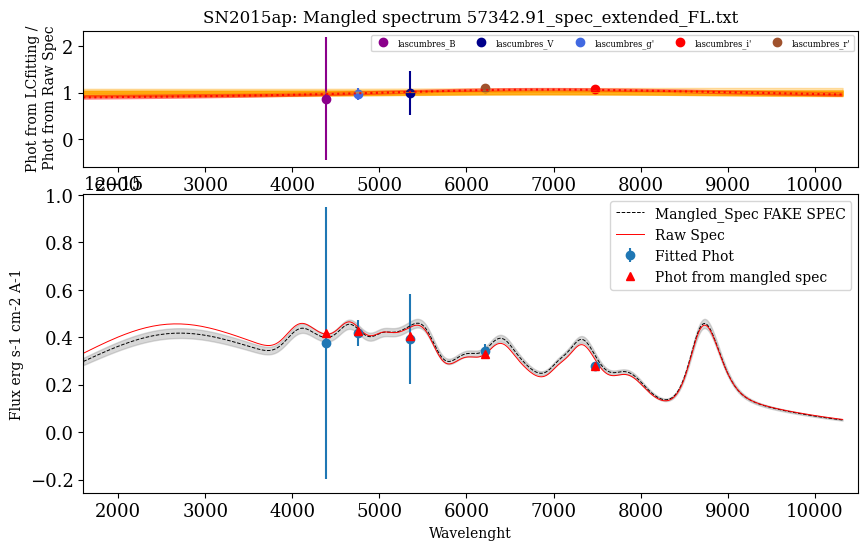 SN2015ap: Mangled spectrum 57342.91_spec_extended_FL.txt
Phot from LCfitting /
Phot from Raw Spec
2
1
0
lascumbres_B lascumbres_V lascumbres_g' lascumbres_i' lascumbres_r'
2000 3000 4000 5000 6000 7000 8000 9000 10000
1e−15
Flux erg s-1 cm-2 A-1
1.0
0.8
0.6
0.4
0.2
0.0
−0.2
Mangled_Spec FAKE SPEC
Raw Spec
Fitted Phot
Phot from mangled spec
2000 3000 4000 5000 6000 7000 8000 9000 10000
Wavelenght